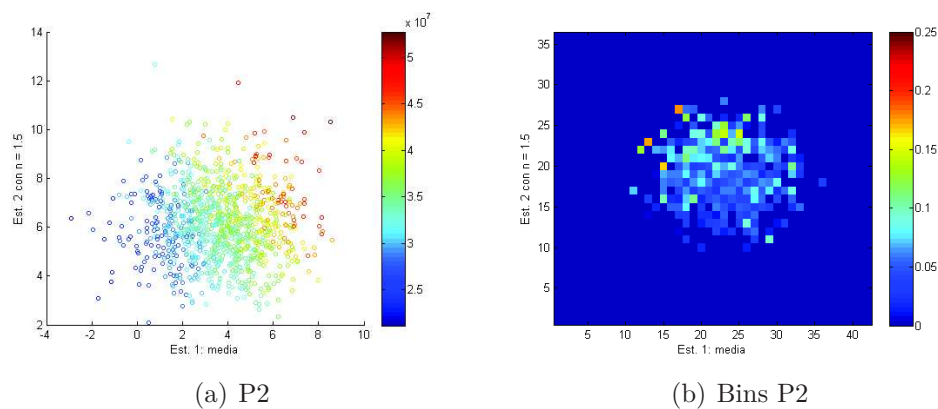 x 10^7
14
12
10
8
6
4
2
-4 -2 0 2 4 6 8 10
Est. 1: media
Est. 2 con n = 1.5
5
4.5
4
3.5
3
2.5
(a) P2
35
30
25
20
15
10
5
5 10 15 20 25 30 35 40
Est. 1: media
Est. 2 con n = 1.5
0.25
0.2
0.15
0.1
0.05
0
(b) Bins P2